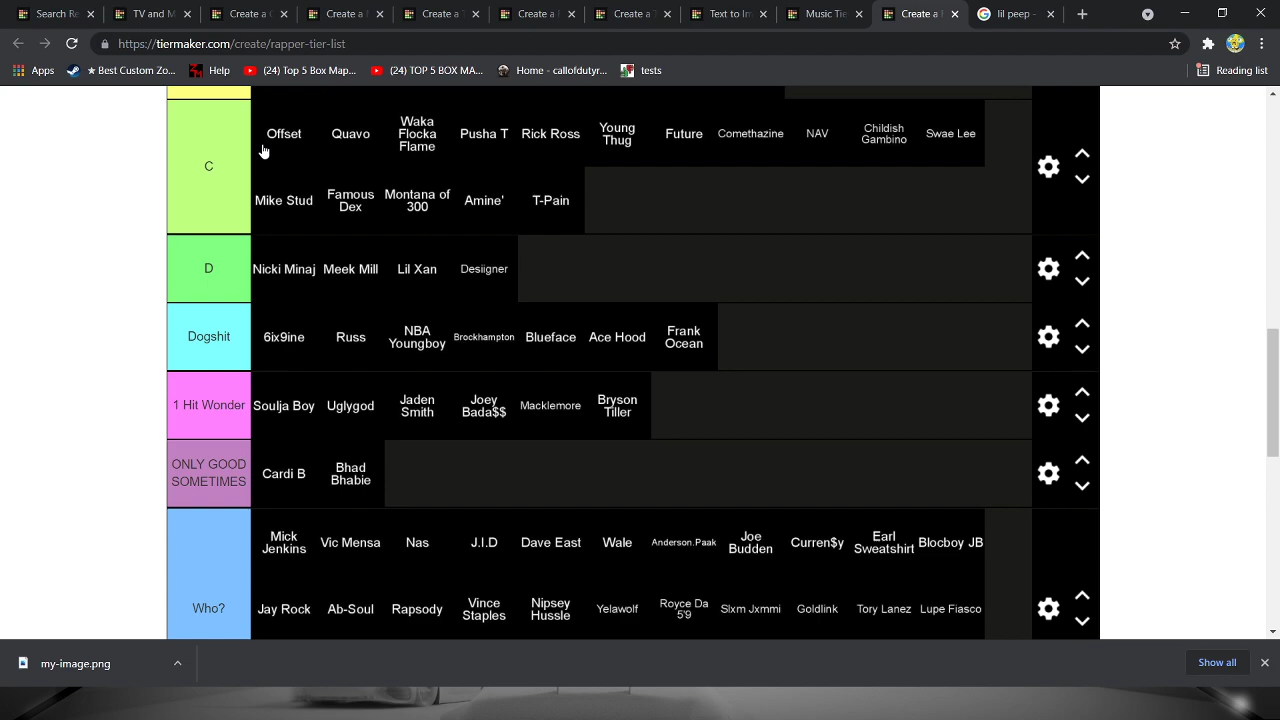 Search Re
TV and M
Create a C
Create a N
Create a T
Create a F
Create a T
Text to Im
Music Tie
Create a F
lil peep -
https://tiermaker.com/create/rapper-tier-list
Apps
★ Best Custom Zo...
Help
(24) Top 5 Box Map...
(24) TOP 5 BOX MA...
Home - callofdutyr...
tests
Reading list
C
Offset
Quavo
Waka
Flocka
Flame
Pusha T
Rick Ross
Young
Thug
Future
Comethazine
NAV
Childish
Gambino
Swae Lee
Mike Stud
Famous
Dex
Montana of
300
Amine'
T-Pain
D
Nicki Minaj
Meek Mill
Lil Xan
Desiigner
Dogshit
6ix9ine
Russ
NBA
Youngboy
Brockhampton
Blueface
Ace Hood
Frank
Ocean
1 Hit Wonder
Soulja Boy
Uglygod
Jaden
Smith
Joey
Bada$$
Macklemore
Bryson
TIller
ONLY GOOD
SOMETIMES
Cardi B
Bhad
Bhabie
Who?
Mick
Jenkins
Vic Mensa
Nas
J.I.D
Dave East
Wale
Anderson.Paak
Joe
Budden
Curren$y
Earl
Sweatshirt
Blocboy JB
Jay Rock
Ab-Soul
Rapsody
Vince
Staples
Nipsey
Hussle
Yelawolf
Royce Da
5'9
Slxm Jxmmi
Goldlink
Tory Lanez
Lupe Fiasco
my-image.png
Show all